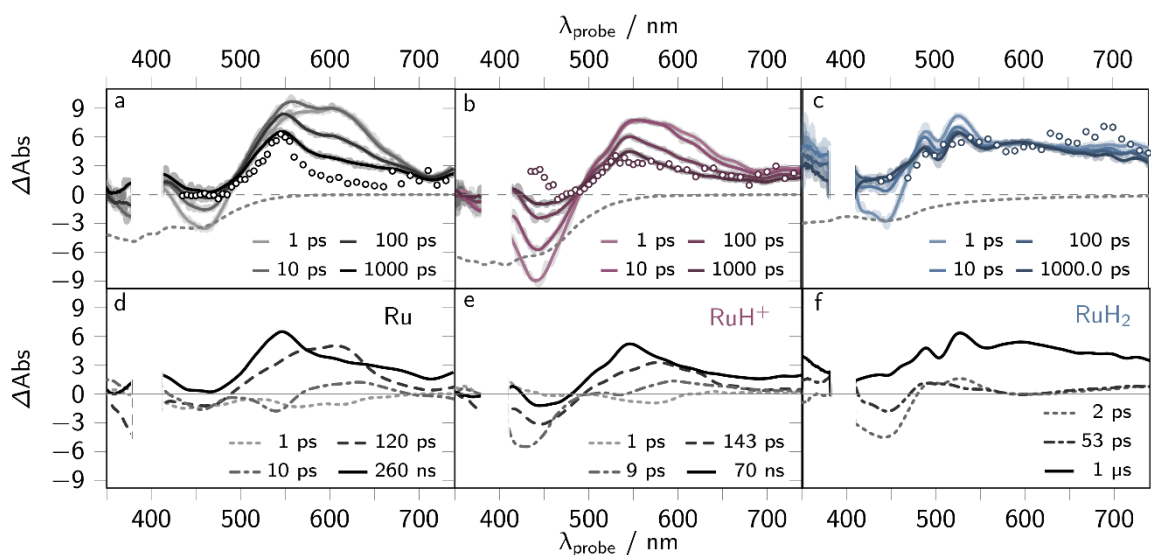 λprobe / nm
400 500 600 700 400 500 600 700 400 500 600 700
ΔAbs
9
6
3
0
−3
−6
−9
a
1 ps 100 ps
10 ps 1000 ps
b
1 ps 100 ps
10 ps 1000 ps
c
1 ps 100 ps
10 ps 1000.0 ps
ΔAbs
9
6
3
0
−3
−6
−9
d
Ru
1 ps 120 ps
10 ps 260 ns
e
RuH⁺
1 ps 143 ps
9 ps 70 ns
f
RuH₂
2 ps
53 ps
1 µs
400 500 600 700 400 500 600 700 400 500 600 700
λprobe / nm